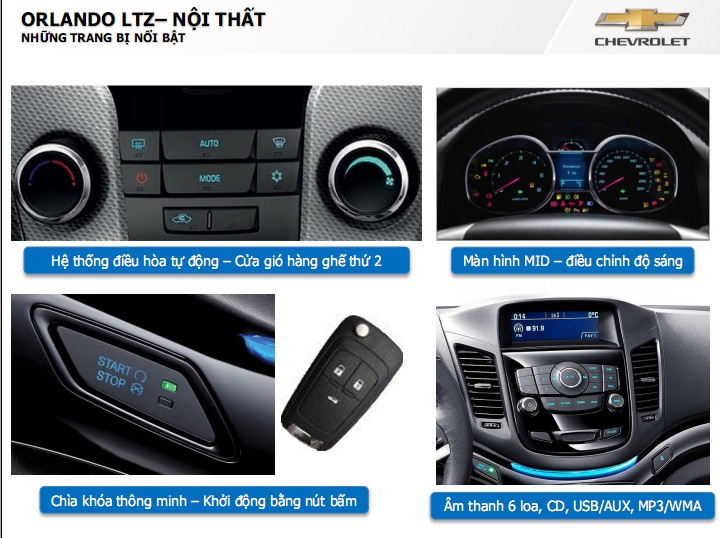 ORLANDO LTZ– NỘI THẤT
NHỮNG TRANG BỊ NỔI BẬT
CHEVROLET
AUTO
MODE
Hệ thống điều hòa tự động – Cửa gió hàng ghế thứ 2
Màn hình MID – điều chỉnh độ sáng
START
STOP
0:14
0°C
91.9
FM
FAV1
Chìa khóa thông minh – Khởi động bằng nút bấm
Âm thanh 6 loa, CD, USB/AUX, MP3/WMA